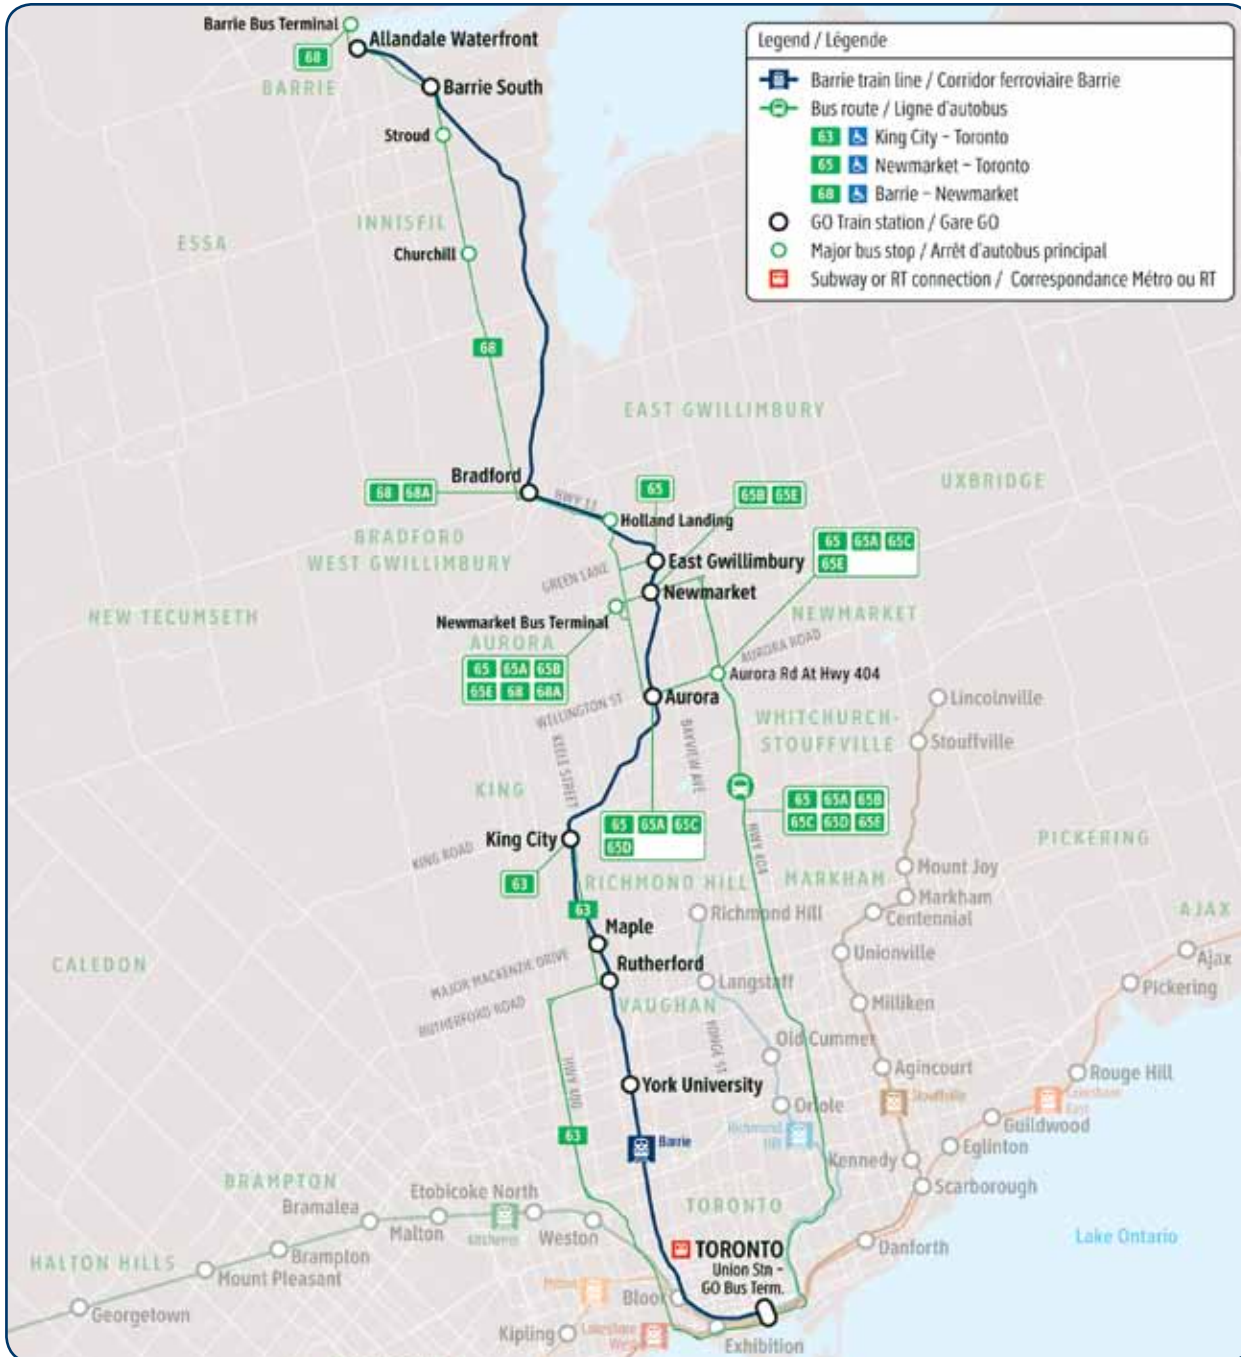 Barrie Bus Terminal
Allandale Waterfront
68
BARRIE
Barrie South
Stroud
INNISFIL
ESSA
Churchill
68
Legend / Légende
Barrie train line / Corridor ferroviaire Barrie
Bus route / Ligne d'autobus
63 King City – Toronto
65 Newmarket – Toronto
68 Barrie – Newmarket
GO Train station / Gare GO
Major bus stop / Arrêt d'autobus principal
Subway or RT connection / Correspondance Métro ou RT
EAST GWILLIMBURY
Bradford
68 68A
HWY 11
65
65B 65E
UXBRIDGE
Holland Landing
BRADFORD
WEST GWILLIMBURY
65 65A 65C
65E
East Gwillimbury
GREEN LANE
Newmarket
NEW TECUMSETH
NEWMARKET
Newmarket Bus Terminal
AURORA
AURORA ROAD
65 65A 65B
65E 68 68A
Aurora Rd At Hwy 404
Aurora
WELLINGTON ST
Lincolnville
WHITCHURCH-
STOUFFVILLE
Stouffville
KEELE STREET
BAYVIEW AVE
KING
65 65A 65B
65C 65D 65E
65 65A 65C
65D
HWY 404
King City
KING ROAD
PICKERING
63
RICHMOND HILL
MARKHAM
Mount Joy
Markham
Centennial
63
Richmond Hill
AJAX
Maple
Unionville
Ajax
CALEDON
MAJOR MACKENZIE DRIVE
Rutherford
Langstaff
Pickering
RUTHERFORD ROAD
VAUGHAN
Milliken
YONGE ST
Old Cummer
HWY 400
York University
Agincourt
Rouge Hill
Oriole
Stouffville
Lakeshore
East
Guildwood
63
Barrie
Richmond
Hill
Eglinton
Kennedy
BRAMPTON
Etobicoke North
Scarborough
Bramalea
TORONTO
Malton
Kitchener
Weston
Lake Ontario
HALTON HILLS
Brampton
TORONTO
Union Stn –
GO Bus Term.
Danforth
Mount Pleasant
Milton
Bloor
Georgetown
Kipling
Lakeshore
West
Exhibition